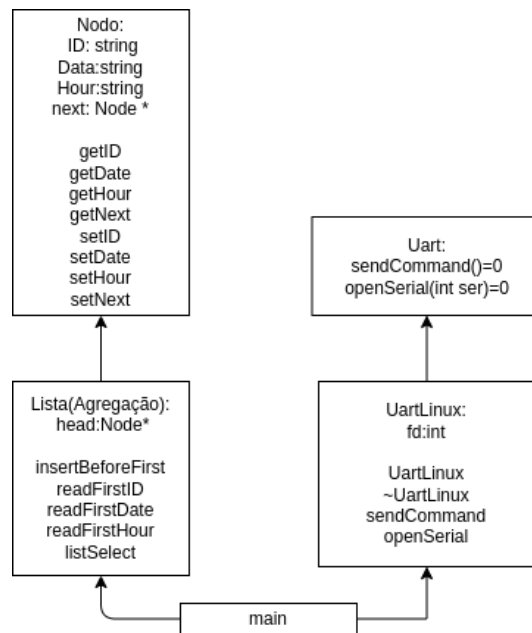 Nodo:
ID: string
Data:string
Hour:string
next: Node *
getID
getDate
getHour
getNext
setID
setDate
setHour
setNext
Uart:
sendCommand()=0
openSerial(int ser)=0
Lista(Agregação):
head:Node*
insertBeforeFirst
readFirstID
readFirstDate
readFirstHour
listSelect
UartLinux:
fd:int
UartLinux
~UartLinux
sendCommand
openSerial
main